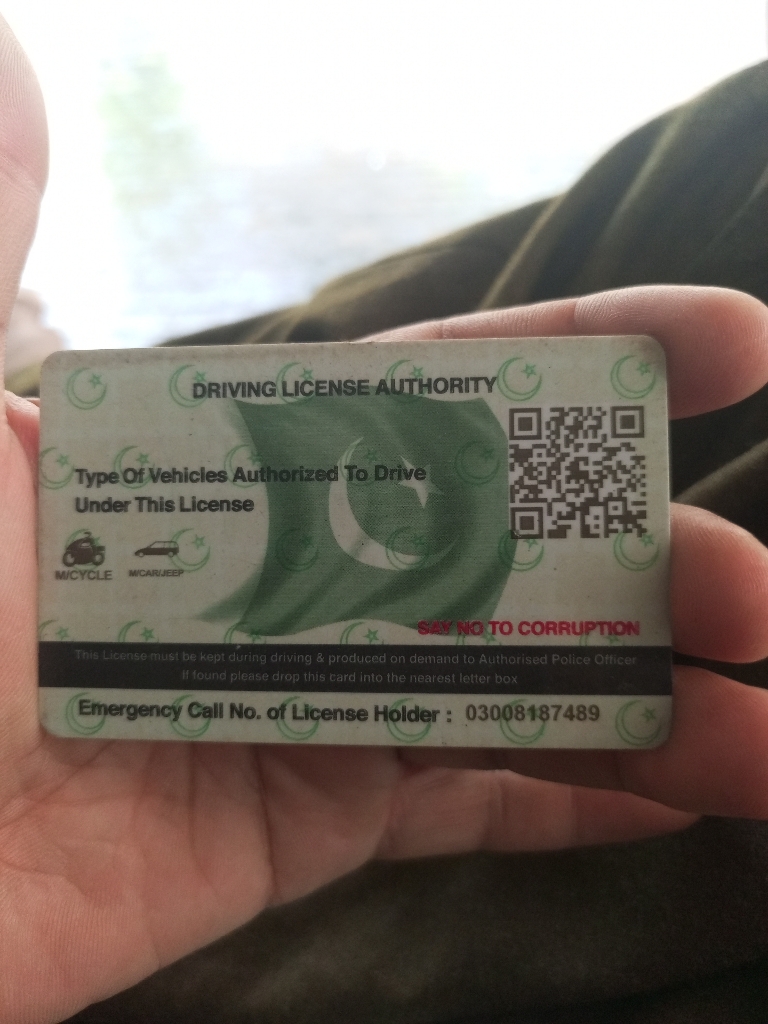 DRIVING LICENSE AUTHORITY
Type Of Vehicles Authorized To Drive
Under This License
M/CYCLE M/CAR/JEEP
SAY NO TO CORRUPTION
This License must be kept during driving & produced on demand to Authorised Police Officer
If found please drop this card into the nearest letter box
Emergency Call No. of License Holder : 03008187489